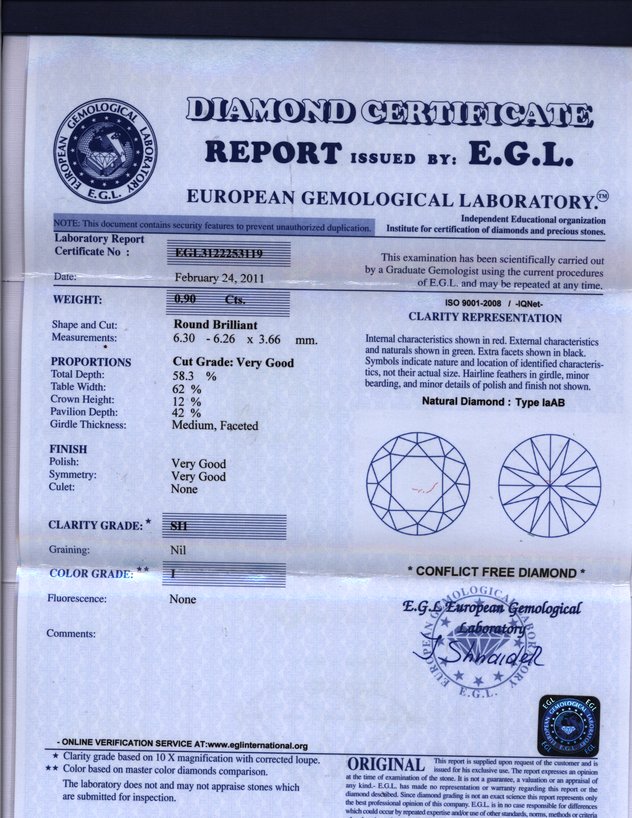 EUROPEAN GEMOLOGICAL LABORATORY
E.G.L.
DIAMOND CERTIFICATE
REPORT ISSUED BY: E.G.L.
EUROPEAN GEMOLOGICAL LABORATORY.™
NOTE: This document contains security features to prevent unauthorized duplication.
Independent Educational organization
Institute for certification of diamonds and precious stones.
Laboratory Report
Certificate No : EGL3122253119
Date: February 24, 2011
This examination has been scientifically carried out
by a Graduate Gemologist using the current procedures
of E.G.L. and may be repeated at any time.
WEIGHT: 0.90 Cts.
ISO 9001-2008 / -IQNet-
CLARITY REPRESENTATION
Shape and Cut: Round Brilliant
Measurements: 6.30 - 6.26 x 3.66 mm.
*
Internal characteristics shown in red. External characteristics
and naturals shown in green. Extra facets shown in black.
Symbols indicate nature and location of identified characteris-
tics, not their actual size. Hairline feathers in girdle, minor
bearding, and minor details of polish and finish not shown.
Natural Diamond : Type IaAB
PROPORTIONS Cut Grade: Very Good
Total Depth: 58.3 %
Table Width: 62 %
Crown Height: 12 %
Pavilion Depth: 42 %
Girdle Thickness: Medium, Faceted
FINISH
Polish: Very Good
Symmetry: Very Good
Culet: None
CLARITY GRADE: * SI1
Graining: Nil
COLOR GRADE: ** I
Fluorescence: None
Comments:
* CONFLICT FREE DIAMOND *
E.G.L European Gemological
Laboratory
EUROPEAN GEMOLOGICAL
E.G.L.
EGL EGL
EUROPEAN GEMOLOGICAL LABORATORY
E.G.L.
EGL EGL
- ONLINE VERIFICATION SERVICE AT:www.eglinternational.org
* Clarity grade based on 10 X magnification with corrected loupe.
** Color based on master color diamonds comparison.
The laboratory does not and may not appraise stones which
are submitted for inspection.
ORIGINAL This report is supplied upon request of the customer and is
issued for his exclusive use. The report expresses an opinion
at the time of examination of the stone. It is not a guarantee, a valuation or an appraisal of
any kind.- E.G.L. has made no representation or warranty regarding this report or the
diamond described. Since diamond grading is not an exact science this report represents only
the best professional opinion of this company. E.G.L. is in no case responsible for differences
which could occur by repeated expertise and/or use of other standards, norms, methods or criteria